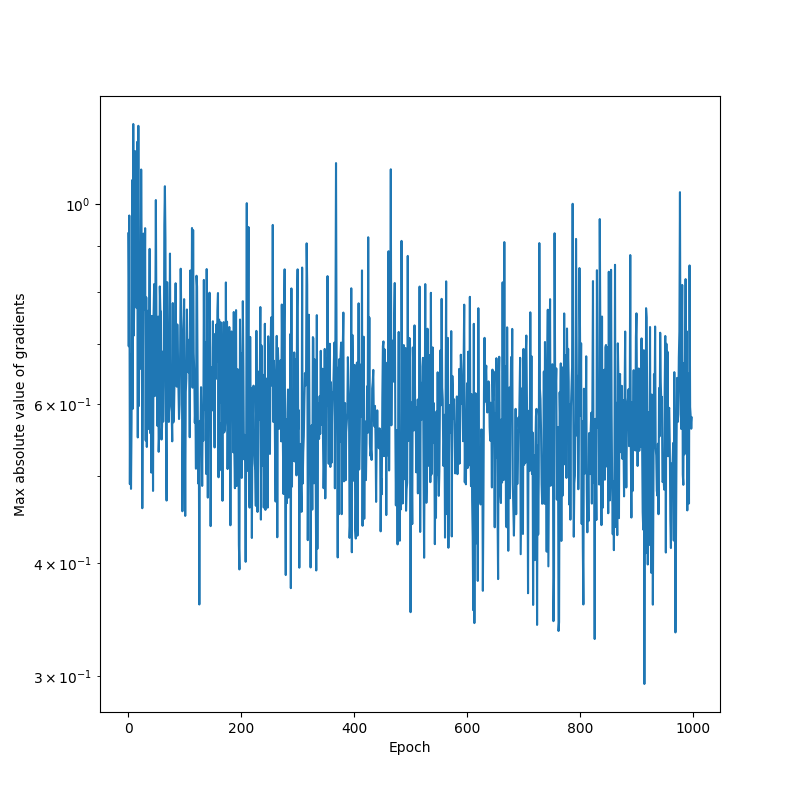 Max absolute value of gradients
10⁰
6 × 10⁻¹
4 × 10⁻¹
3 × 10⁻¹
0 200 400 600 800 1000
Epoch